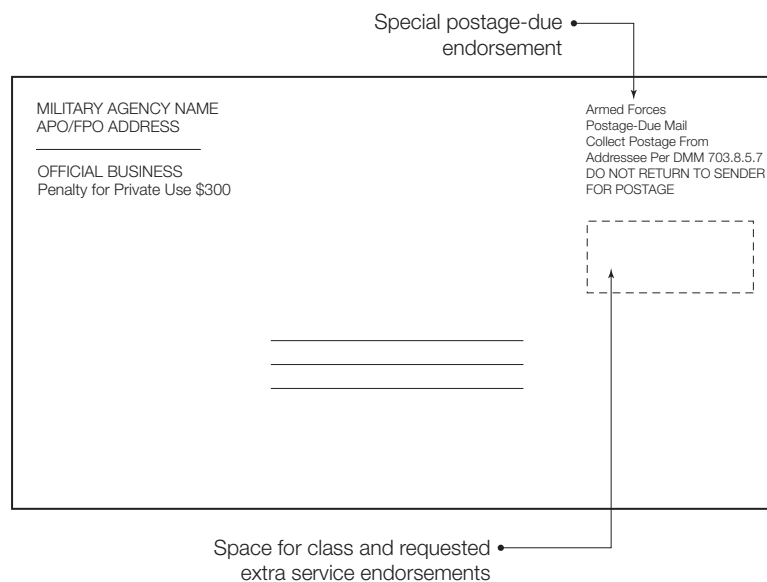 Special postage-due
endorsement
MILITARY AGENCY NAME
APO/FPO ADDRESS
OFFICIAL BUSINESS
Penalty for Private Use $300
Armed Forces
Postage-Due Mail
Collect Postage From
Addressee Per DMM 703.8.5.7
DO NOT RETURN TO SENDER
FOR POSTAGE
Space for class and requested
extra service endorsements